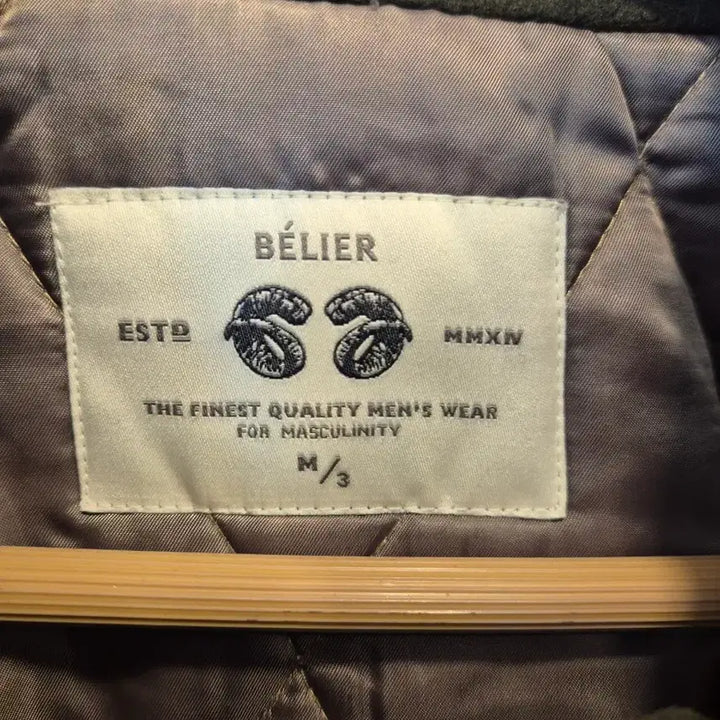 BÉLIER
ESTD MMXIV
THE FINEST QUALITY MEN'S WEAR
FOR MASCULINITY
M/3